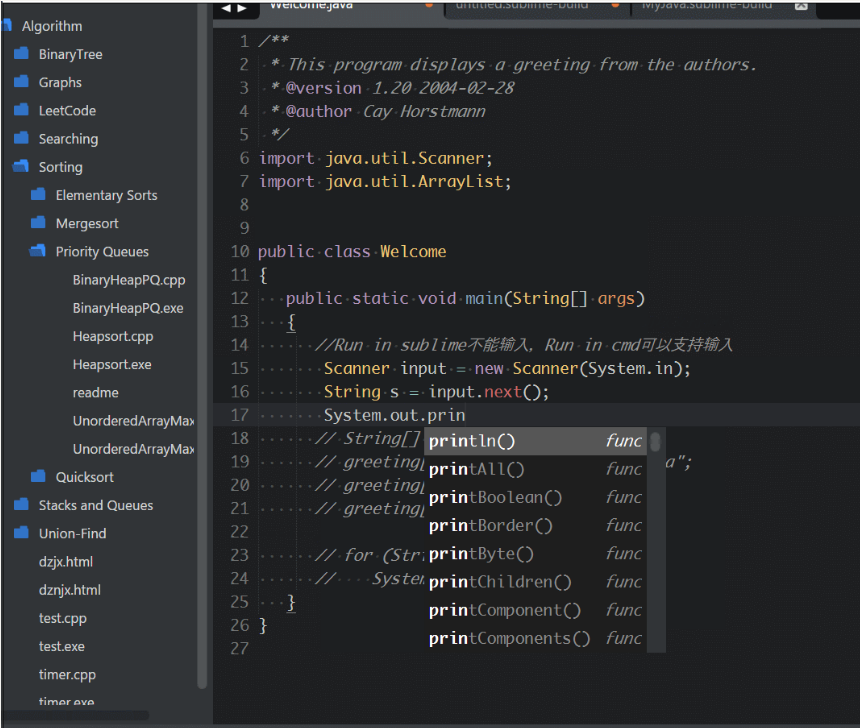 Algorithm
BinaryTree
Graphs
LeetCode
Searching
Sorting
Elementary Sorts
Mergesort
Priority Queues
BinaryHeapPQ.cpp
BinaryHeapPQ.exe
Heapsort.cpp
Heapsort.exe
readme
UnorderedArrayMax
UnorderedArrayMax
Quicksort
Stacks and Queues
Union-Find
dzjx.html
dznjx.html
test.cpp
test.exe
timer.cpp
timer.exe
Welcome.java untitled.sublime-build MyJava.sublime-build
1 /**
2 * This program displays a greeting from the authors.
3 * @version 1.20 2004-02-28
4 * @author Cay Horstmann
5 */
6 import java.util.Scanner;
7 import java.util.ArrayList;
8
9
10 public class Welcome
11 {
12 public static void main(String[] args)
13 {
14 //Run in sublime不能输入，Run in cmd可以支持输入
15 Scanner input = new Scanner(System.in);
16 String s = input.next();
17 System.out.prin
18 // String[]
19 // greeting[ a";
20 // greeting[
21 // greeting[
22
23 // for (Str
24 // System
25 }
26 }
27
println() func
printAll() func
printBoolean() func
printBorder() func
printByte() func
printChildren() func
printComponent() func
printComponents() func